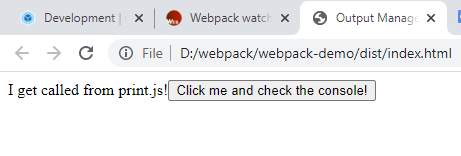 Development | Webpack watch Output Manage
File D:/webpack/webpack-demo/dist/index.html
I get called from print.js! Click me and check the console!